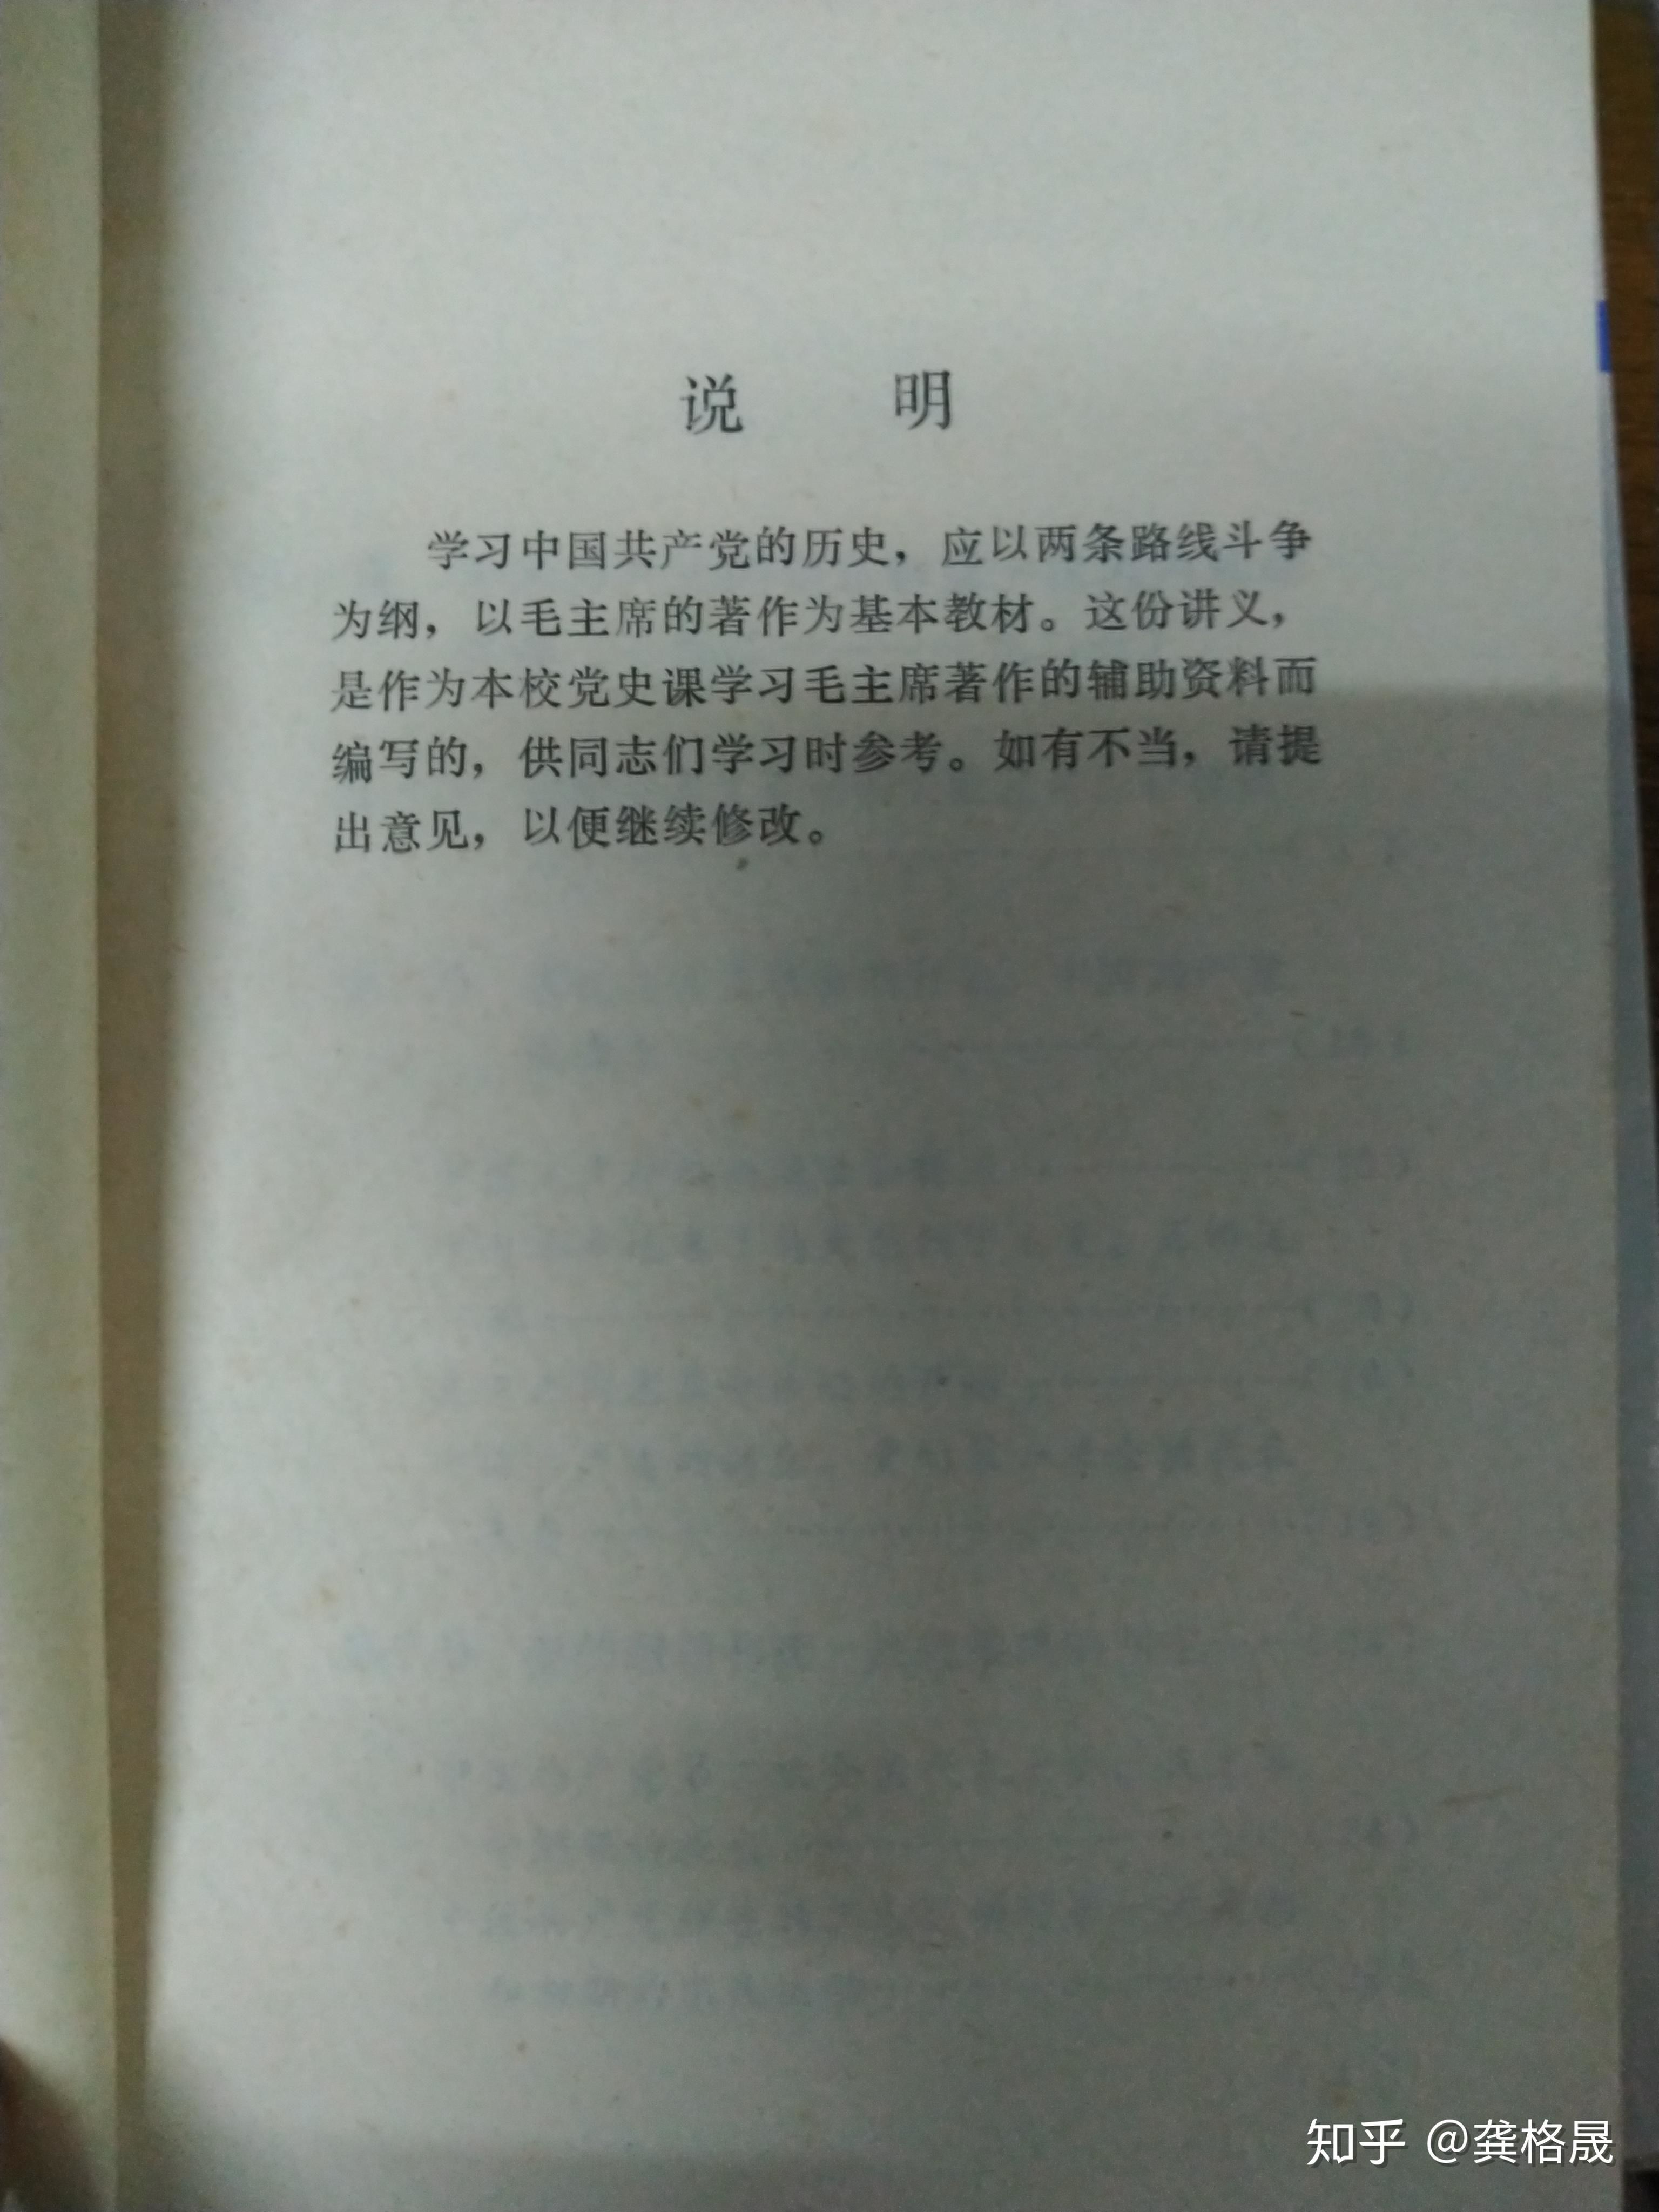 说 明
学习中国共产党的历史，应以两条路线斗争
为纲，以毛主席的著作为基本教材。这份讲义，
是作为本校党史课学习毛主席著作的辅助资料而
编写的，供同志们学习时参考。如有不当，请提
出意见，以便继续修改。
知乎 @龚格晟